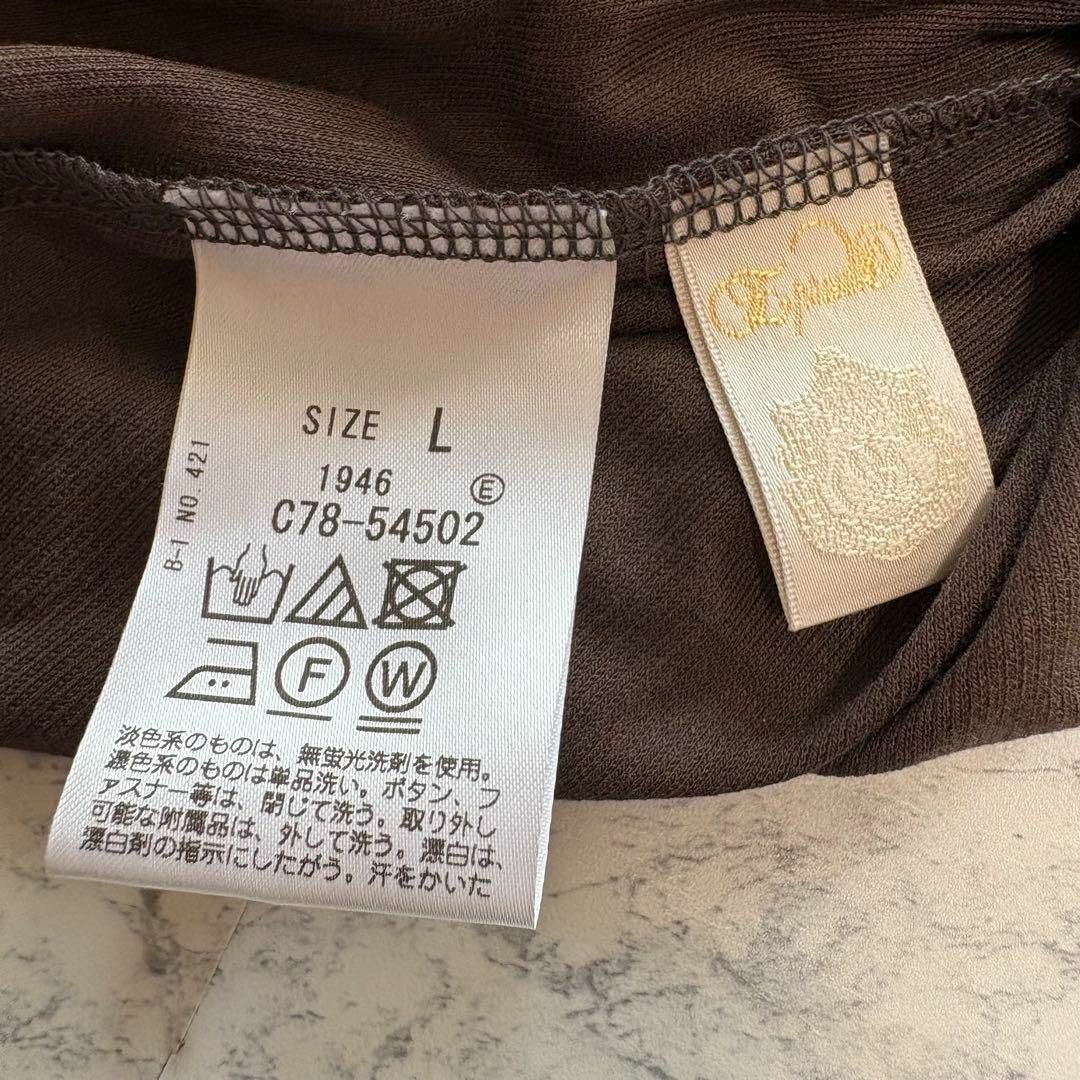 SIZE L
1946 Ⓔ
C78-54502
B-1 NO. 421
F W
淡色系のものは、無蛍光洗剤を使用。
濃色系のものは単品洗い。ボタン、フ
ァスナー等は、閉じて洗う。取り外し
可能な附属品は、外して洗う。漂白は、
漂白剤の指示にしたがう。汗をかいた